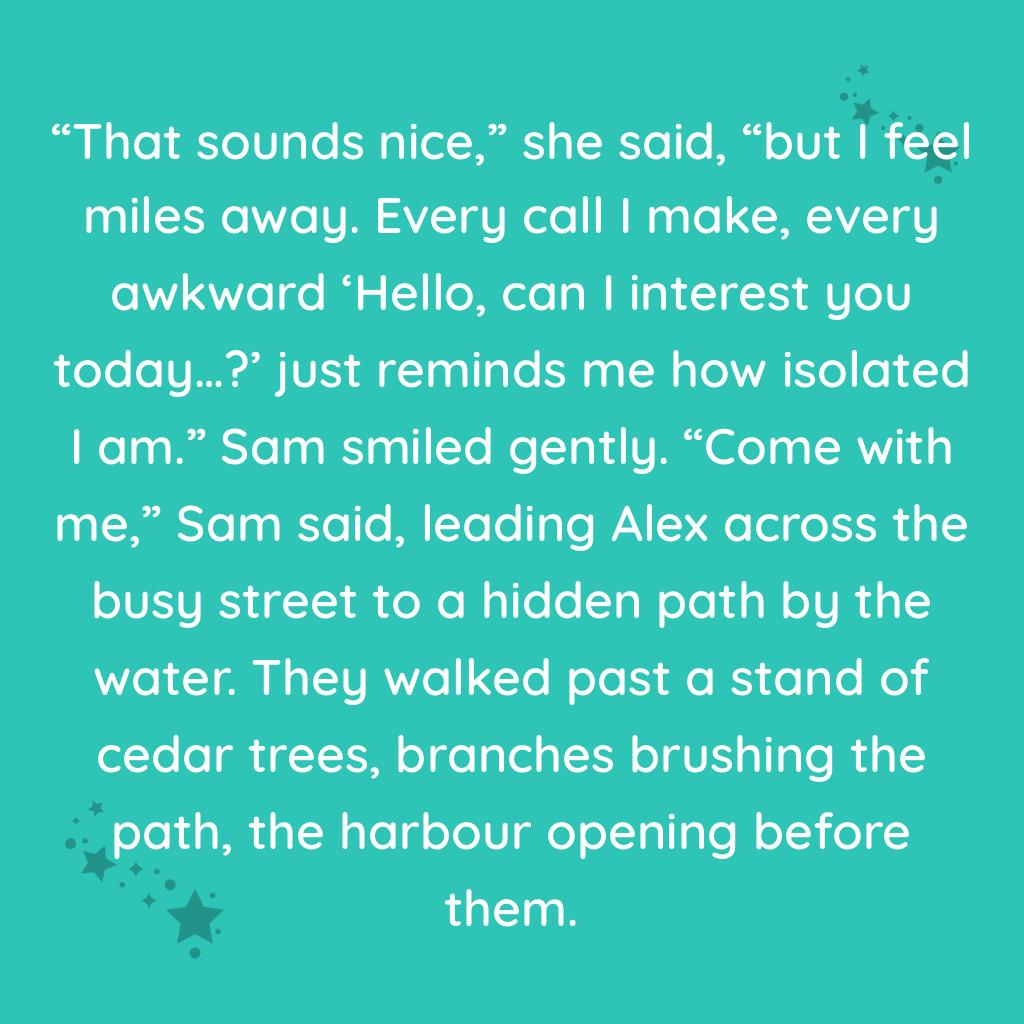 “That sounds nice,” she said, “but I feel
miles away. Every call I make, every
awkward ‘Hello, can I interest you
today...?’ just reminds me how isolated
I am.” Sam smiled gently. “Come with
me,” Sam said, leading Alex across the
busy street to a hidden path by the
water. They walked past a stand of
cedar trees, branches brushing the
path, the harbour opening before
them.